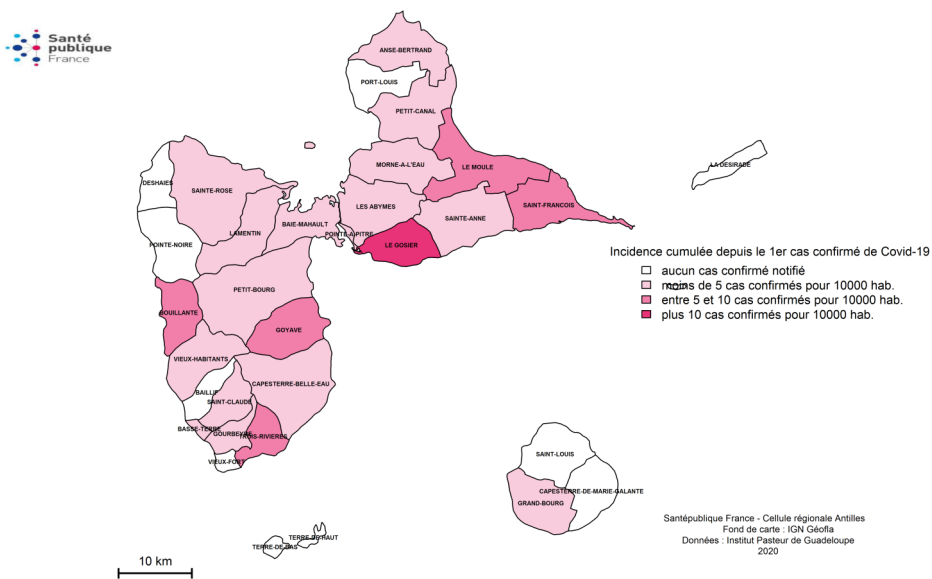 Santé
publique
France
ANSE-BERTRAND
PORT-LOUIS
PETIT-CANAL
MORNE-A-L'EAU
LE MOULE
LA DESIRADE
DESHAIES
SAINTE-ROSE
LES ABYMES
SAINT-FRANCOIS
SAINTE-ANNE
LAMENTIN
BAIE-MAHAULT
POINTE-A-PITRE
POINTE-NOIRE
LE GOSIER
Incidence cumulée depuis le 1er cas confirmé de Covid-19
aucun cas confirmé notifié
moins de 5 cas confirmés pour 10000 hab.
entre 5 et 10 cas confirmés pour 10000 hab.
plus 10 cas confirmés pour 10000 hab.
PETIT-BOURG
BOUILLANTE
GOYAVE
VIEUX-HABITANTS
CAPESTERRE-BELLE-EAU
BAILLIF
SAINT-CLAUDE
BASSE-TERRE
GOURBEYRE
TROIS-RIVIERES
VIEUX-FORT
SAINT-LOUIS
CAPESTERRE-DE-MARIE-GALANTE
GRAND-BOURG
TERRE-DE-HAUT
TERRE-DE-BAS
Santépublique France - Cellule régionale Antilles
Fond de carte : IGN Géofla
Données : Institut Pasteur de Guadeloupe
2020
10 km